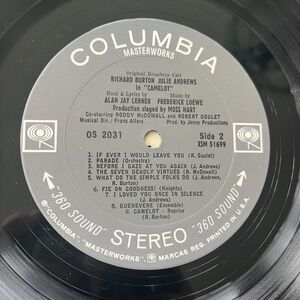 COLUMBIA
MASTERWORKS
Original Broadway Cast
RICHARD BURTON JULIE ANDREWS
in "CAMELOT"
Book & Lyrics by Music by
ALAN JAY LERNER FREDERICK LOEWE
Production staged by MOSS HART
Co-starring RODDY McDOWALL and ROBERT GOULET
Musical Dir.: Franz Allers Prod. by Jenny Productions
OS 2031 Side 2
XSM 51699
1. IF EVER I WOULD LEAVE YOU (R. Goulet)
2. PARADE (Orchestra)
3. BEFORE I GAZE AT YOU AGAIN (J. Andrews)
4. THE SEVEN DEADLY VIRTUES (R. McDowall)
5. WHAT DO THE SIMPLE FOLKS DO (J. Andrews,
R. Burton)
6. FIE ON GOODNESS! (Knights)
7. I LOVED YOU ONCE IN SILENCE
(J. Andrews)
8. GUENEVERE (Ensemble)
9. CAMELOT - Reprise
(R. Burton)
"360 SOUND" STEREO "360 SOUND"
® "COLUMBIA", "MASTERWORKS", MARCAS REG. PRINTED IN U.S.A.